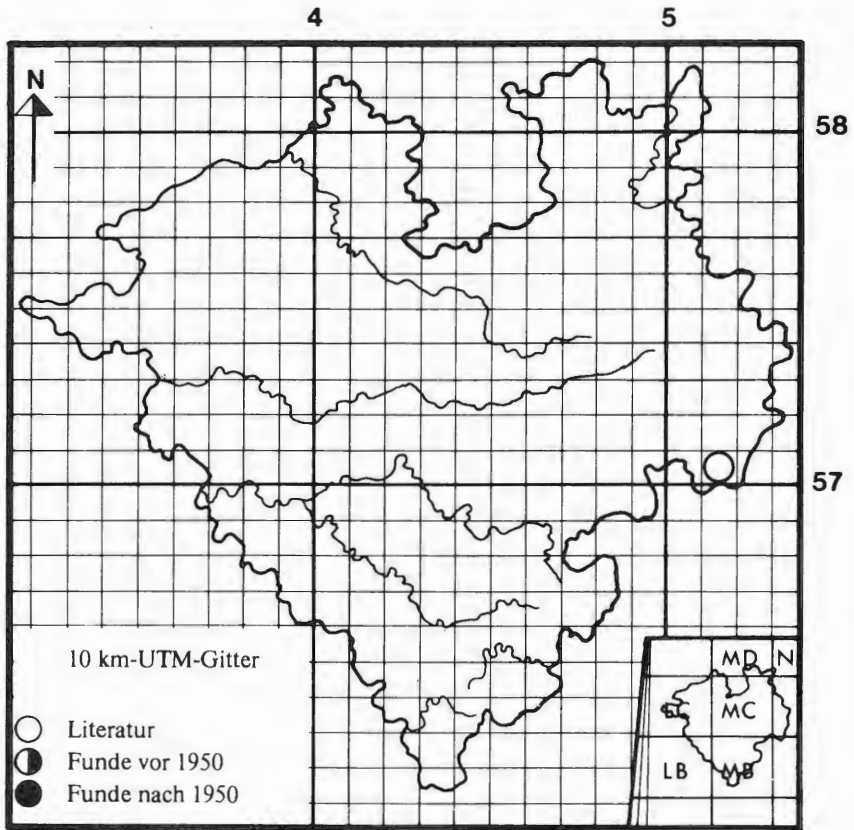 4 5
N
58
57
10 km-UTM-Gitter
MD N
MC
Literatur
Funde vor 1950
LB MB
Funde nach 1950